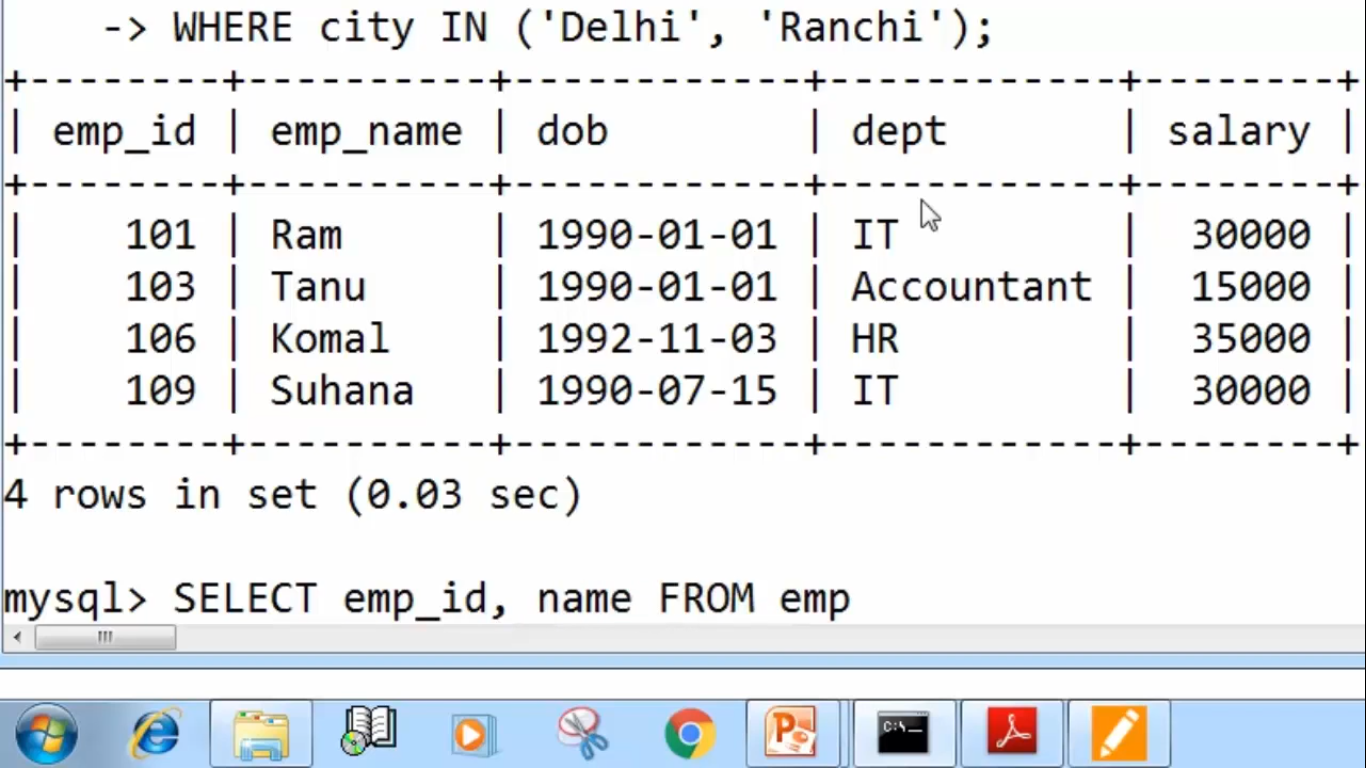 -> WHERE city IN ('Delhi', 'Ranchi');
+--------+----------+------------+------------+--------+
| emp_id | emp_name | dob        | dept       | salary |
+--------+----------+------------+------------+--------+
|    101 | Ram      | 1990-01-01 | IT         |  30000 |
|    103 | Tanu     | 1990-01-01 | Accountant |  15000 |
|    106 | Komal    | 1992-11-03 | HR         |  35000 |
|    109 | Suhana   | 1990-07-15 | IT         |  30000 |
+--------+----------+------------+------------+--------+
4 rows in set (0.03 sec)
mysql> SELECT emp_id, name FROM emp
C:\_